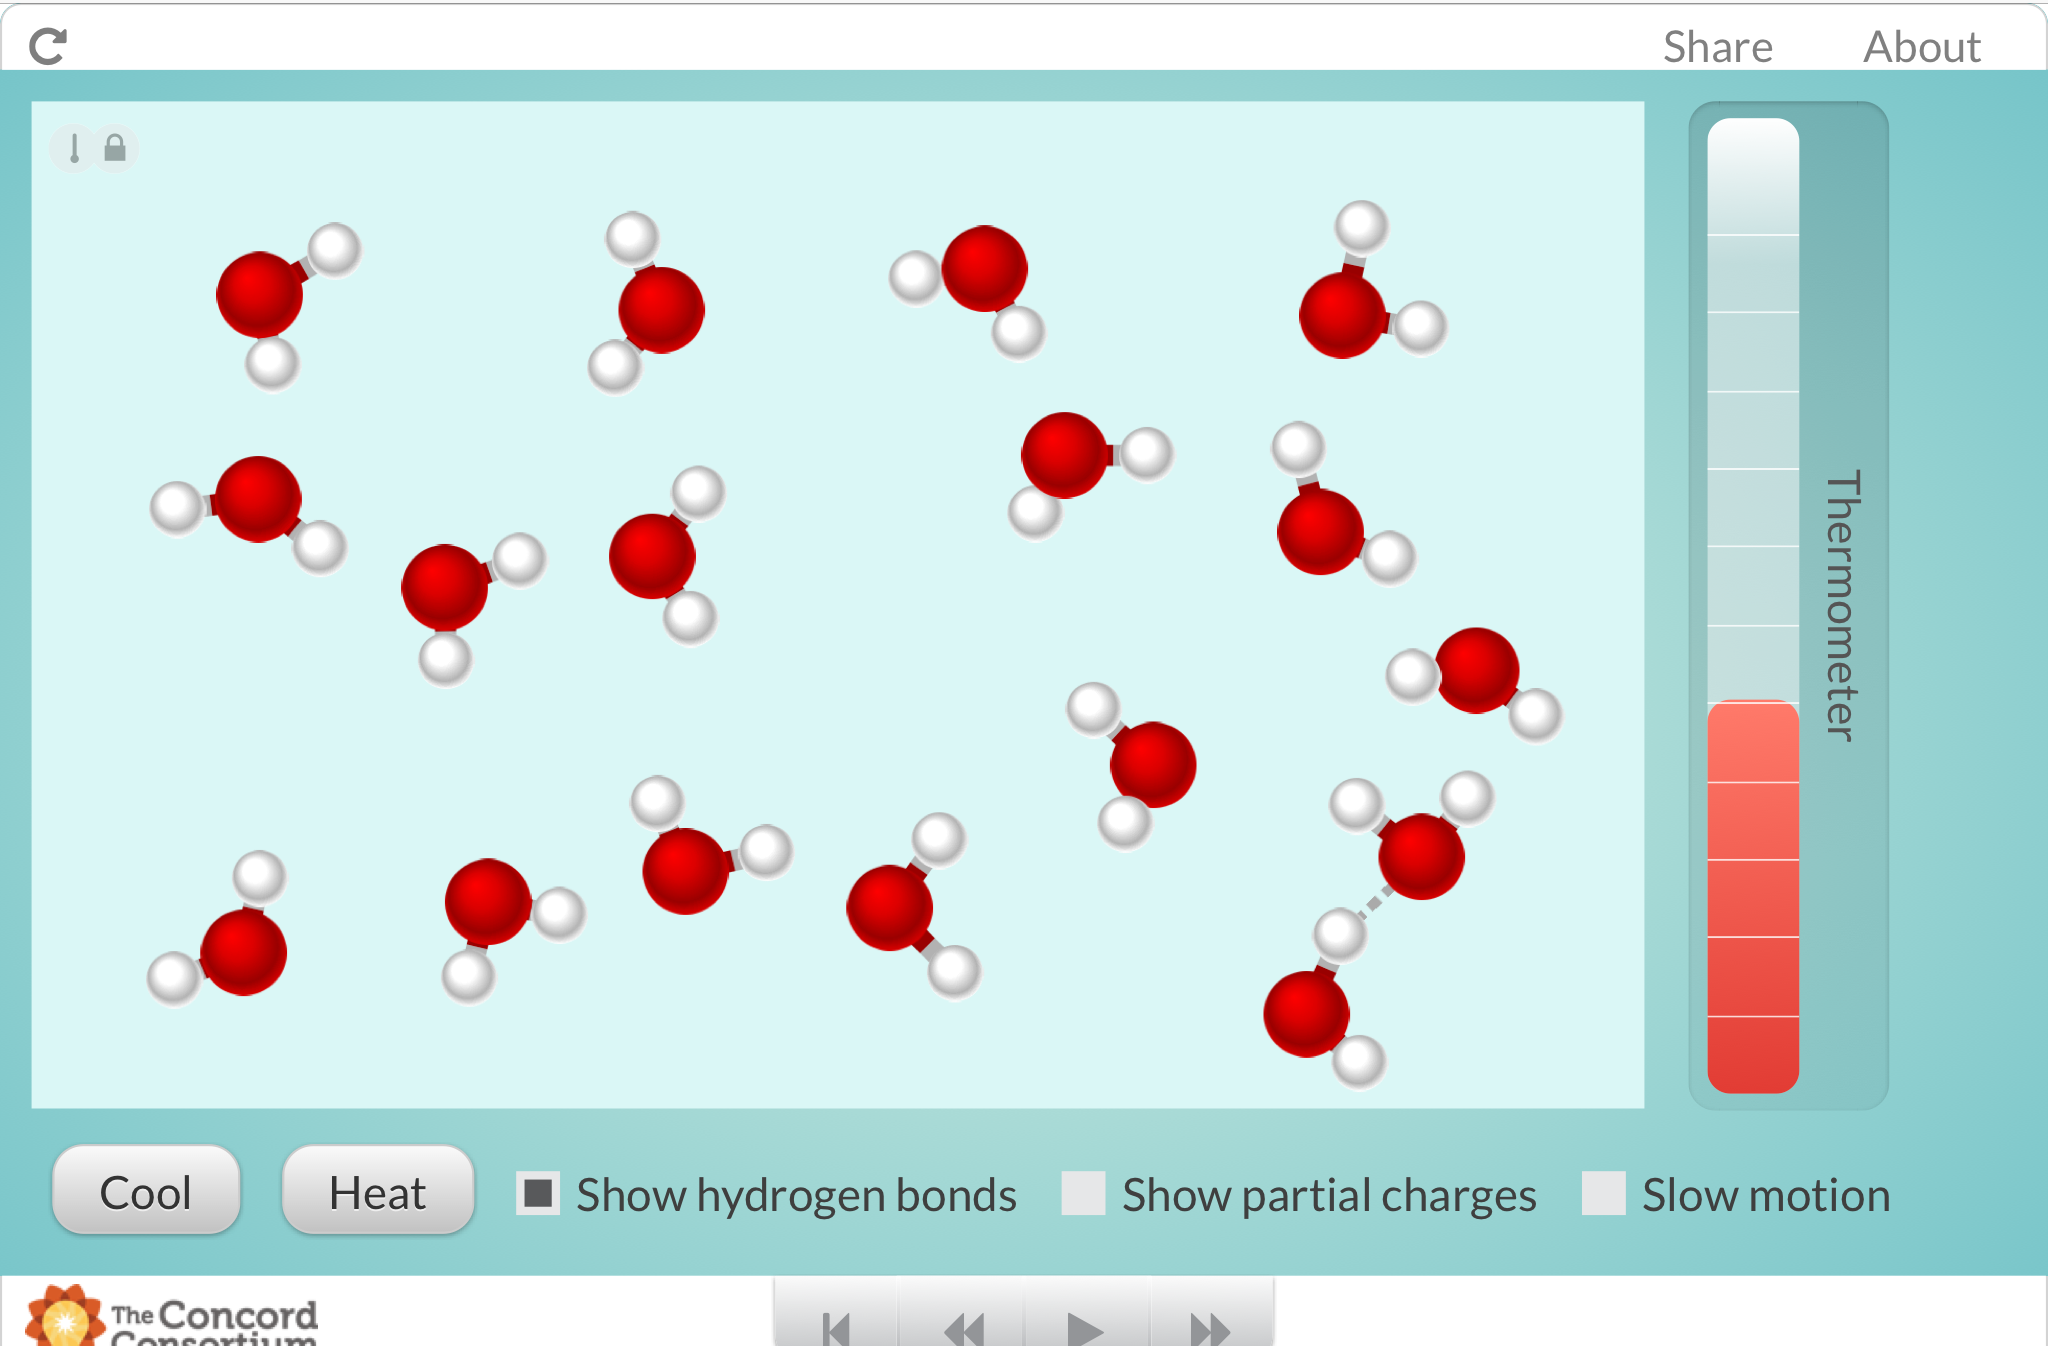 Share About
Thermometer
Cool Heat Show hydrogen bonds Show partial charges Slow motion
The Concord
Consortium